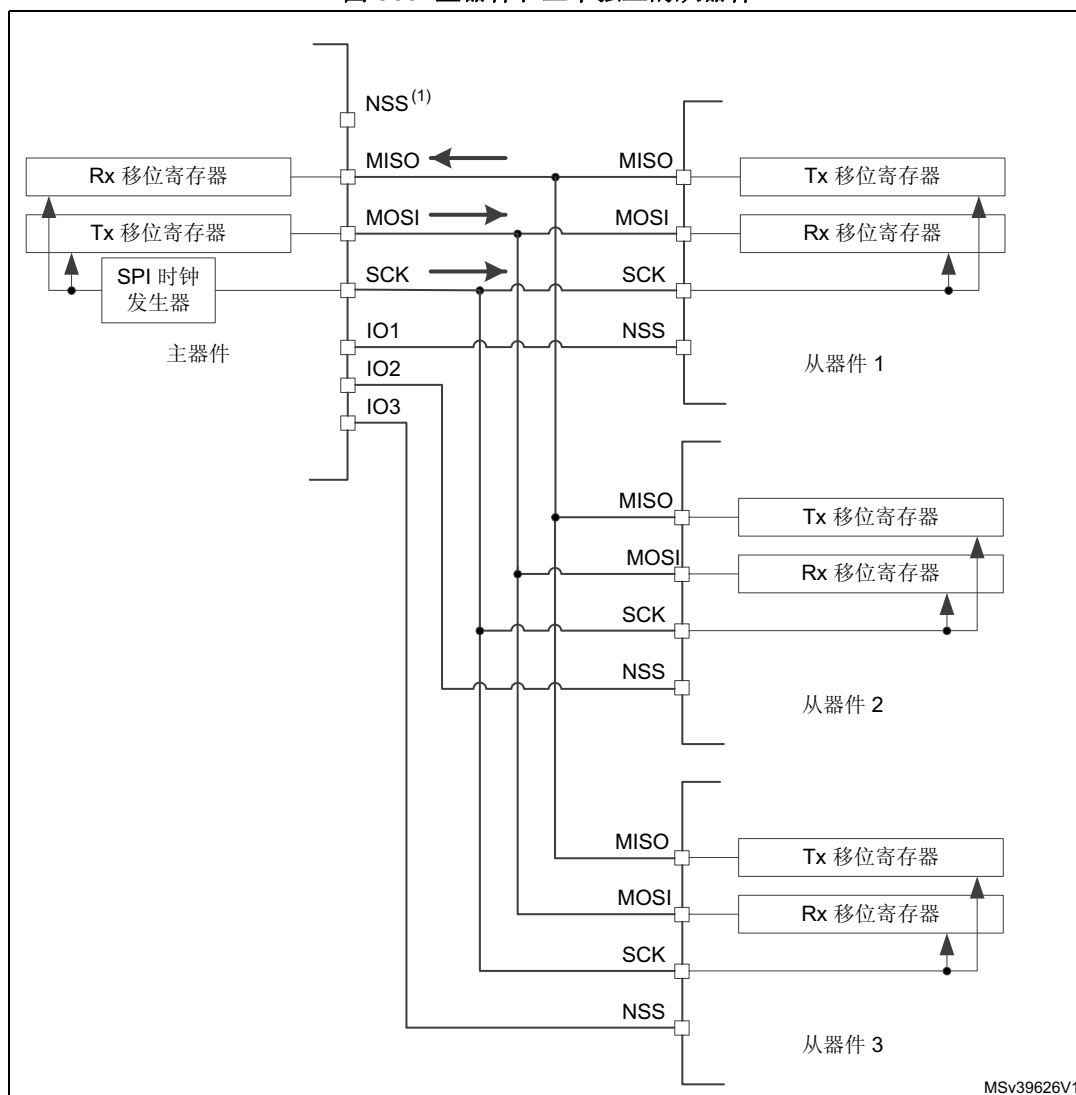 NSS(1)
MISO
MISO
Rx 移位寄存器
Tx 移位寄存器
MOSI
MOSI
Tx 移位寄存器
Rx 移位寄存器
SCK
SCK
SPI 时钟
发生器
IO1
NSS
主器件
从器件 1
IO2
IO3
MISO
Tx 移位寄存器
MOSI
Rx 移位寄存器
SCK
NSS
从器件 2
MISO
Tx 移位寄存器
MOSI
Rx 移位寄存器
SCK
NSS
从器件 3
MSv39626V1